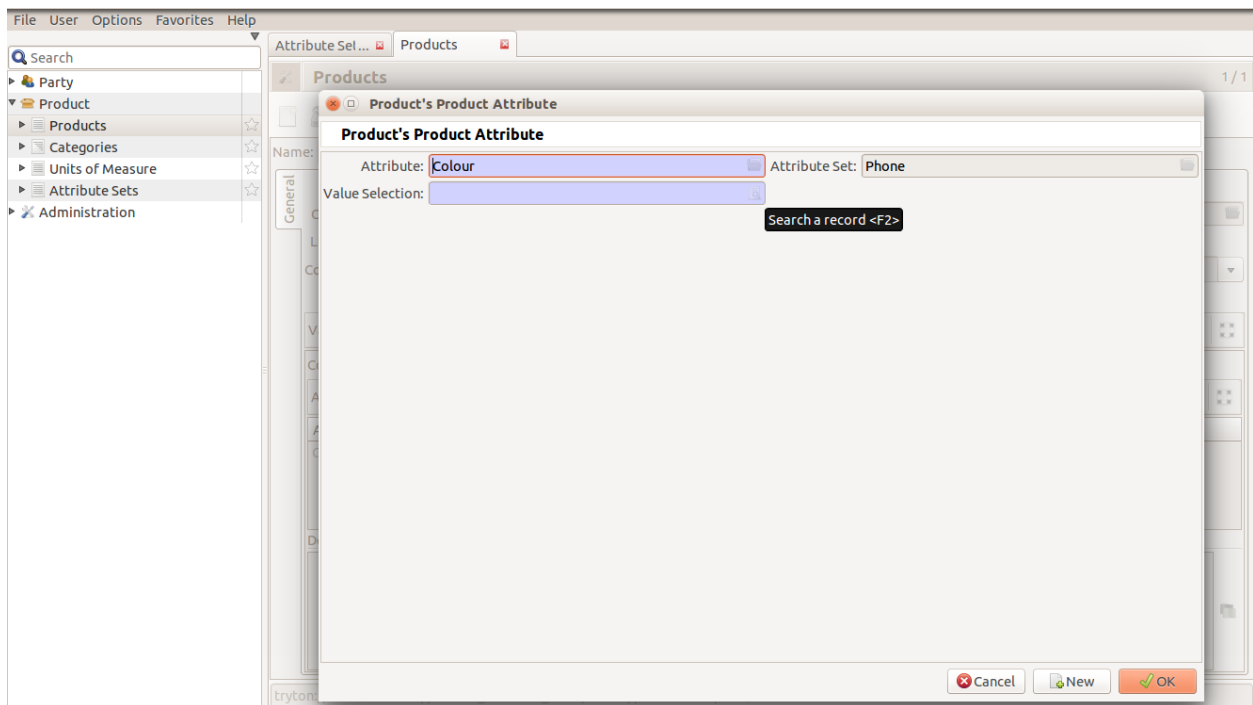 File User Options Favorites Help
Search
Party
Product
Products
Categories
Units of Measure
Attribute Sets
Administration
Attribute Set...
Products
Products
1 / 1
Name:
General
Product's Product Attribute
Product's Product Attribute
Attribute: Colour
Attribute Set: Phone
Value Selection:
Search a record <F2>
Cancel
New
OK
tryton: